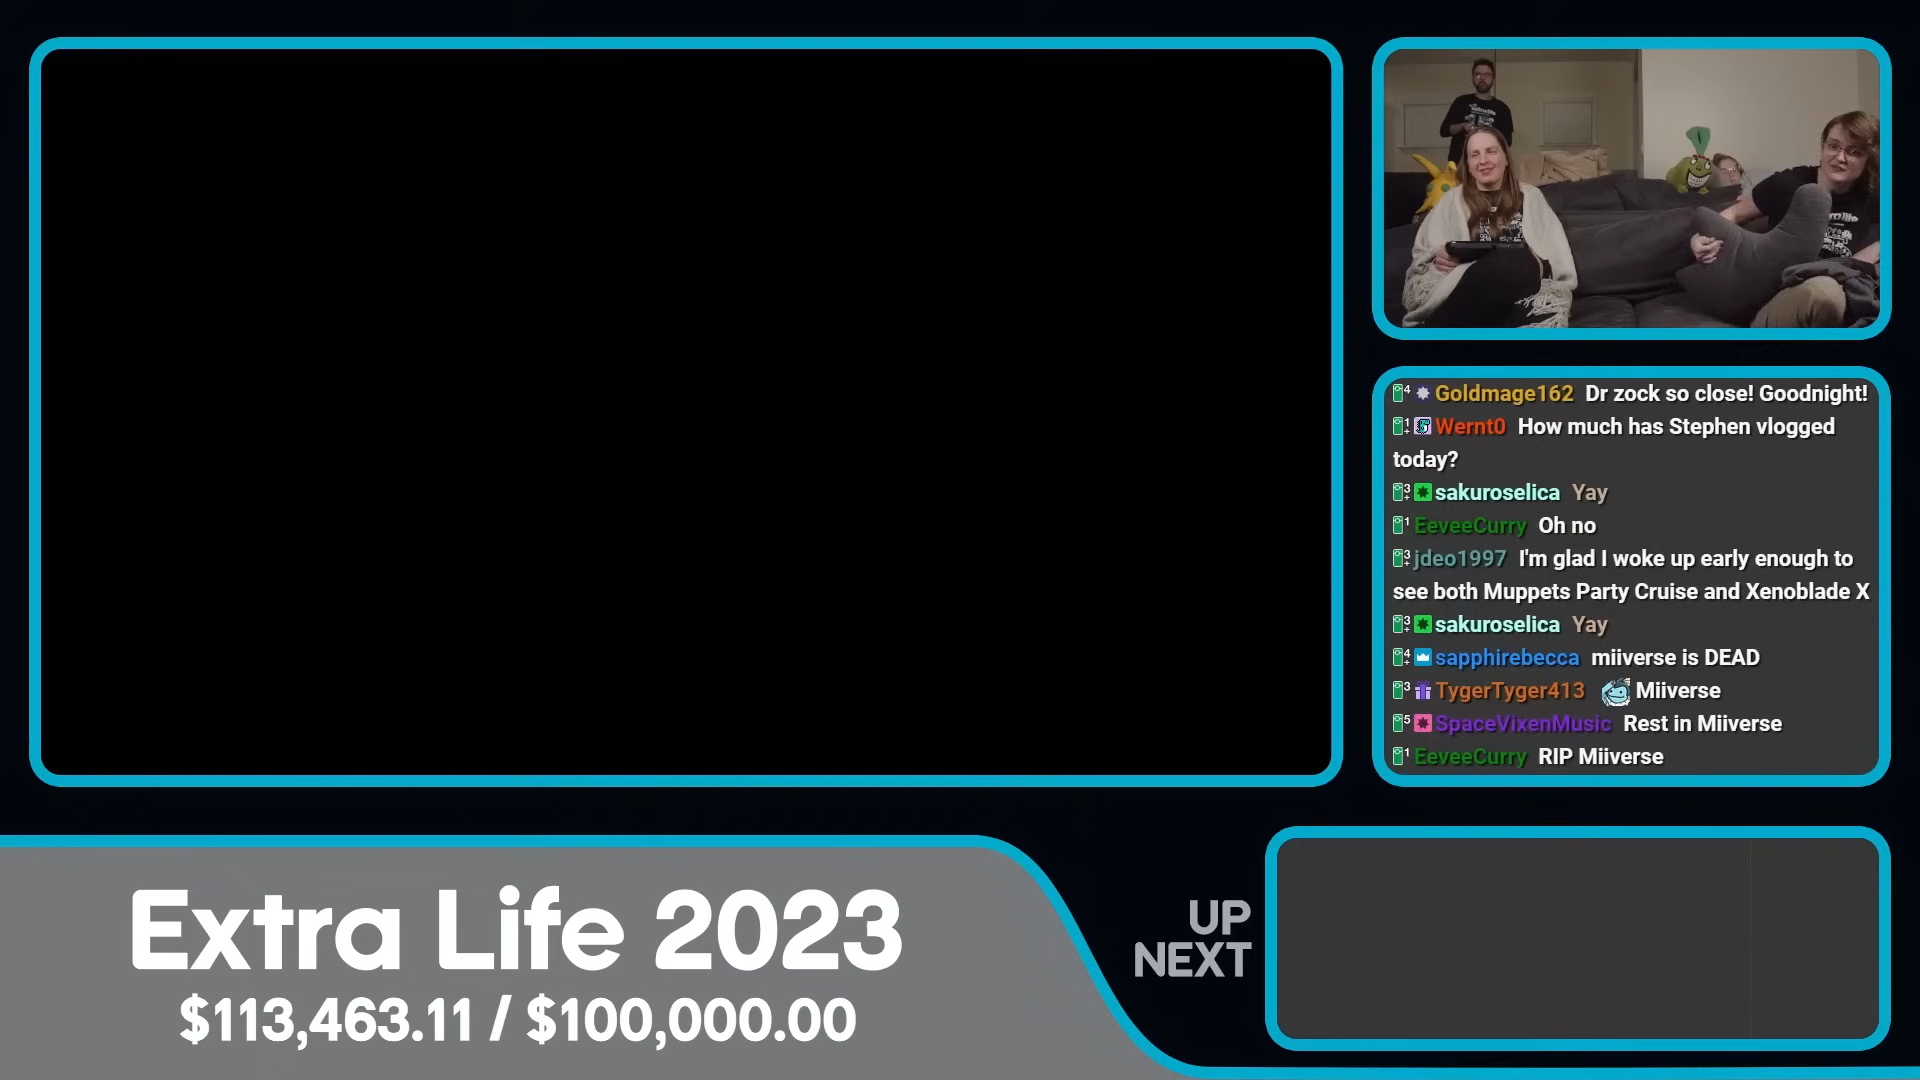 Goldmage162 Dr zock so close! Goodnight!
Wernt0 How much has Stephen vlogged
today?
sakuroselica Yay
EeveeCurry Oh no
jdeo1997 I'm glad I woke up early enough to
see both Muppets Party Cruise and Xenoblade X
sakuroselica Yay
sapphirebecca miiverse is DEAD
TygerTyger413 Miiverse
SpaceVixenMusic Rest in Miiverse
EeveeCurry RIP Miiverse
Extra Life 2023
$113,463.11 / $100,000.00
UP
NEXT